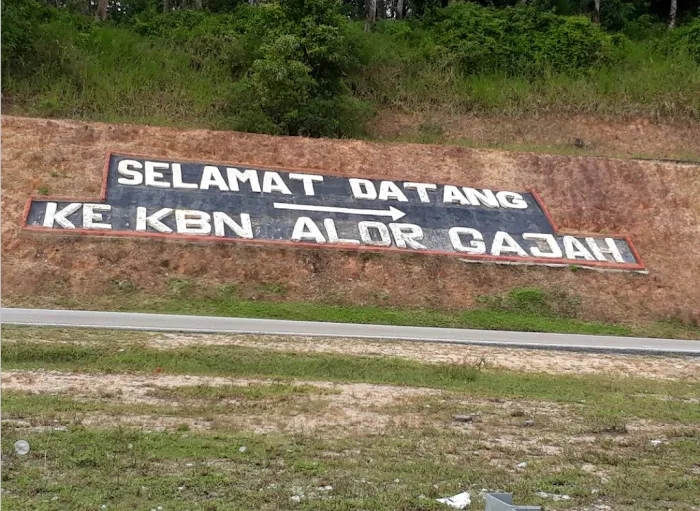 SELAMAT DATANG
KE KBN ALOR GAJAH